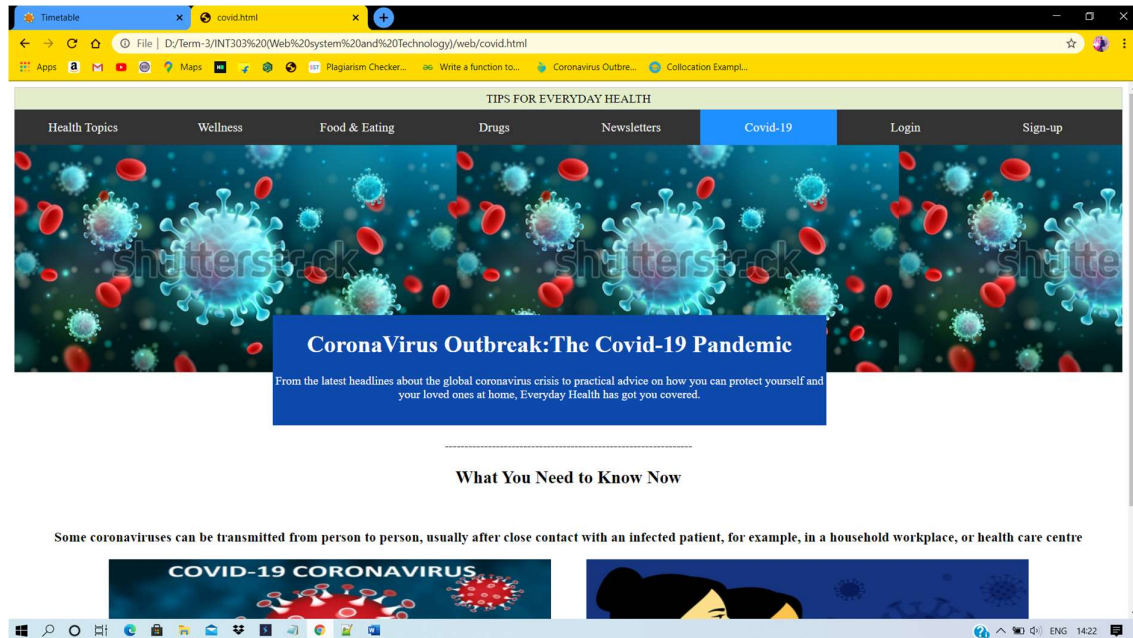 Timetable
covid.html
File | D:/Term-3/INT303%20(Web%20system%20and%20Technology)/web/covid.html
Apps
Maps
Plagiarism Checker...
Write a function to...
Coronavirus Outbre...
Collocation Exampl...
TIPS FOR EVERYDAY HEALTH
Health Topics Wellness Food & Eating Drugs Newsletters Covid-19 Login Sign-up
shutterstock shutterstock shutte
CoronaVirus Outbreak:The Covid-19 Pandemic
From the latest headlines about the global coronavirus crisis to practical advice on how you can protect yourself and
your loved ones at home, Everyday Health has got you covered.
What You Need to Know Now
Some coronaviruses can be transmitted from person to person, usually after close contact with an infected patient, for example, in a household workplace, or health care centre
COVID-19 CORONAVIRUS
ENG 14:22